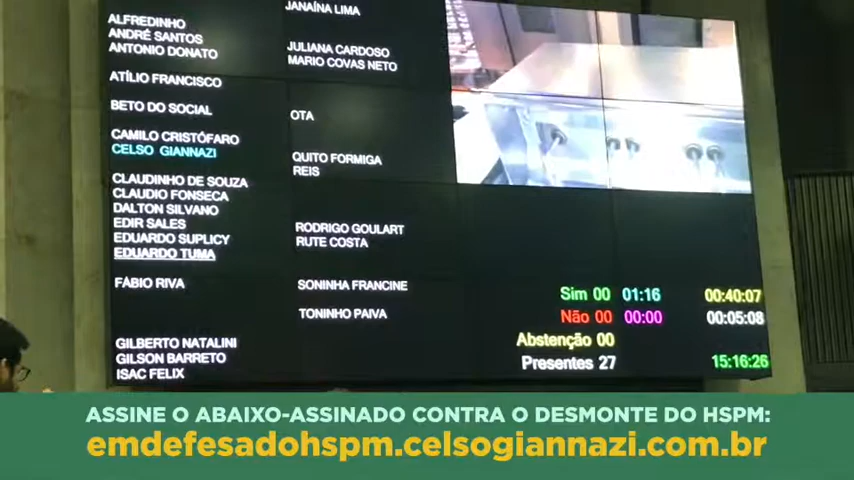 ALFREDINHO
ANDRÉ SANTOS
ANTONIO DONATO
ATÍLIO FRANCISCO
BETO DO SOCIAL
CAMILO CRISTÓFARO
CELSO GIANNAZI
CLAUDINHO DE SOUZA
CLAUDIO FONSECA
DALTON SILVANO
EDIR SALES
EDUARDO SUPLICY
EDUARDO TUMA
FÁBIO RIVA
GILBERTO NATALINI
GILSON BARRETO
ISAC FELIX
JANAÍNA LIMA
JULIANA CARDOSO
MARIO COVAS NETO
OTA
QUITO FORMIGA
REIS
RODRIGO GOULART
RUTE COSTA
SONINHA FRANCINE
TONINHO PAIVA
Sim 00 01:16 00:40:07
Não 00 00:00 00:05:08
Abstenção 00
Presentes 27 15:16:26
ASSINE O ABAIXO-ASSINADO CONTRA O DESMONTE DO HSPM:
emdefesadohspm.celsogiannazi.com.br